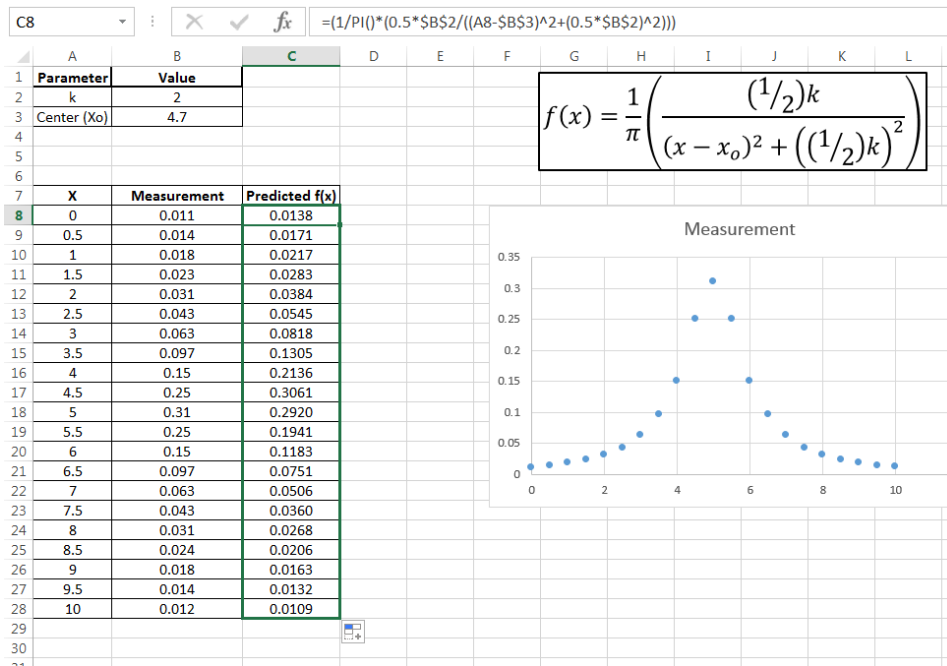 C8 fx =(1/PI()*(0.5*$B$2/((A8-$B$3)^2+(0.5*$B$2)^2)))
A B C D E F G H I J K L
1 Parameter Value
2 k 2
3 Center (Xo) 4.7
f(x) = 1/π ( (1/2)k / (x − xₒ)² + ((1/2)k)² )
4
5
6
7 X Measurement Predicted f(x)
8 0 0.011 0.0138
9 0.5 0.014 0.0171
10 1 0.018 0.0217
11 1.5 0.023 0.0283
12 2 0.031 0.0384
13 2.5 0.043 0.0545
14 3 0.063 0.0818
15 3.5 0.097 0.1305
16 4 0.15 0.2136
17 4.5 0.25 0.3061
18 5 0.31 0.2920
19 5.5 0.25 0.1941
20 6 0.15 0.1183
21 6.5 0.097 0.0751
22 7 0.063 0.0506
23 7.5 0.043 0.0360
24 8 0.031 0.0268
25 8.5 0.024 0.0206
26 9 0.018 0.0163
27 9.5 0.014 0.0132
28 10 0.012 0.0109
29
30
Measurement
0.35
0.3
0.25
0.2
0.15
0.1
0.05
0
0 2 4 6 8 10